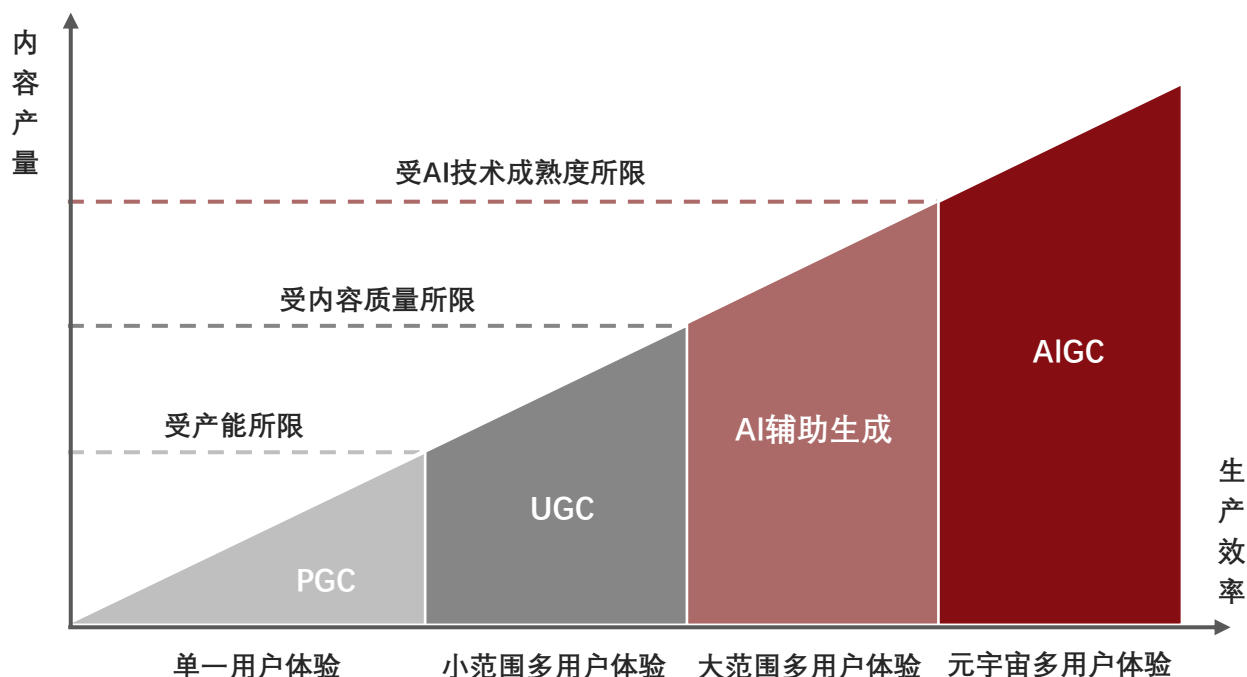 内容产量
受AI技术成熟度所限
受内容质量所限
受产能所限
PGC
UGC
AI辅助生成
AIGC
生产效率
单一用户体验
小范围多用户体验
大范围多用户体验
元宇宙多用户体验